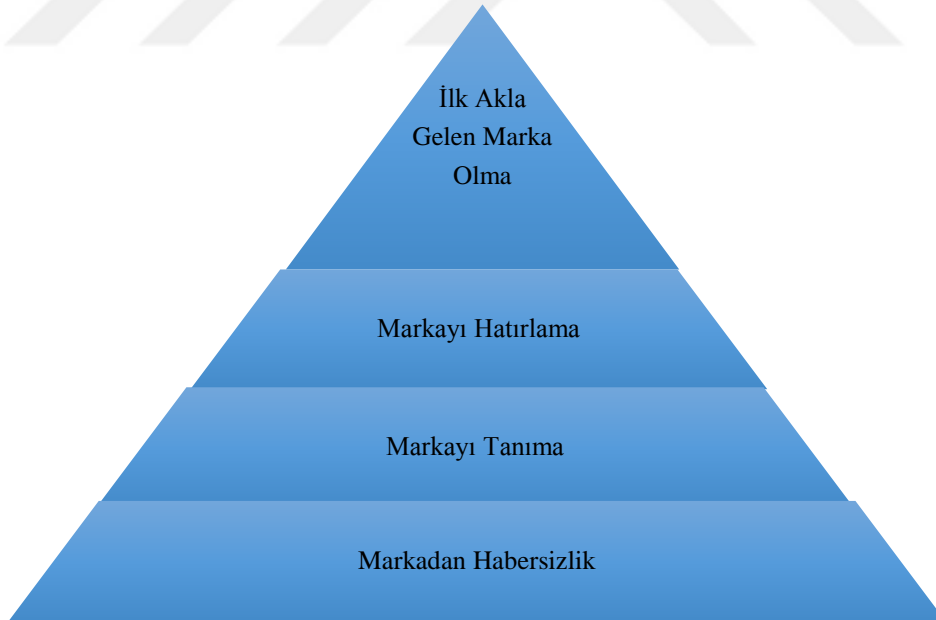 İlk Akla
Gelen Marka
Olma
Markayı Hatırlama
Markayı Tanıma
Markadan Habersizlik